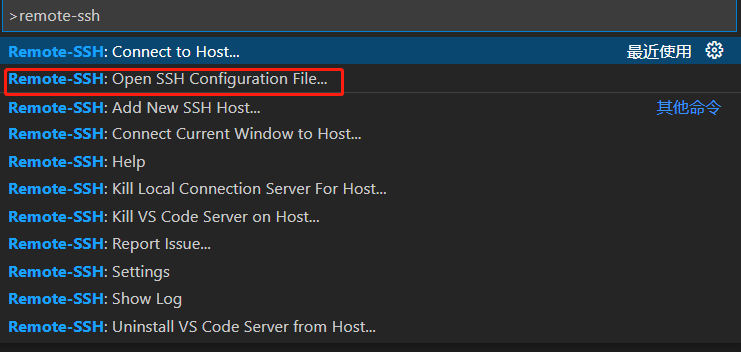 >remote-ssh
Remote-SSH: Connect to Host... 最近使用
Remote-SSH: Open SSH Configuration File...
Remote-SSH: Add New SSH Host... 其他命令
Remote-SSH: Connect Current Window to Host...
Remote-SSH: Help
Remote-SSH: Kill Local Connection Server For Host...
Remote-SSH: Kill VS Code Server on Host...
Remote-SSH: Report Issue...
Remote-SSH: Settings
Remote-SSH: Show Log
Remote-SSH: Uninstall VS Code Server from Host...